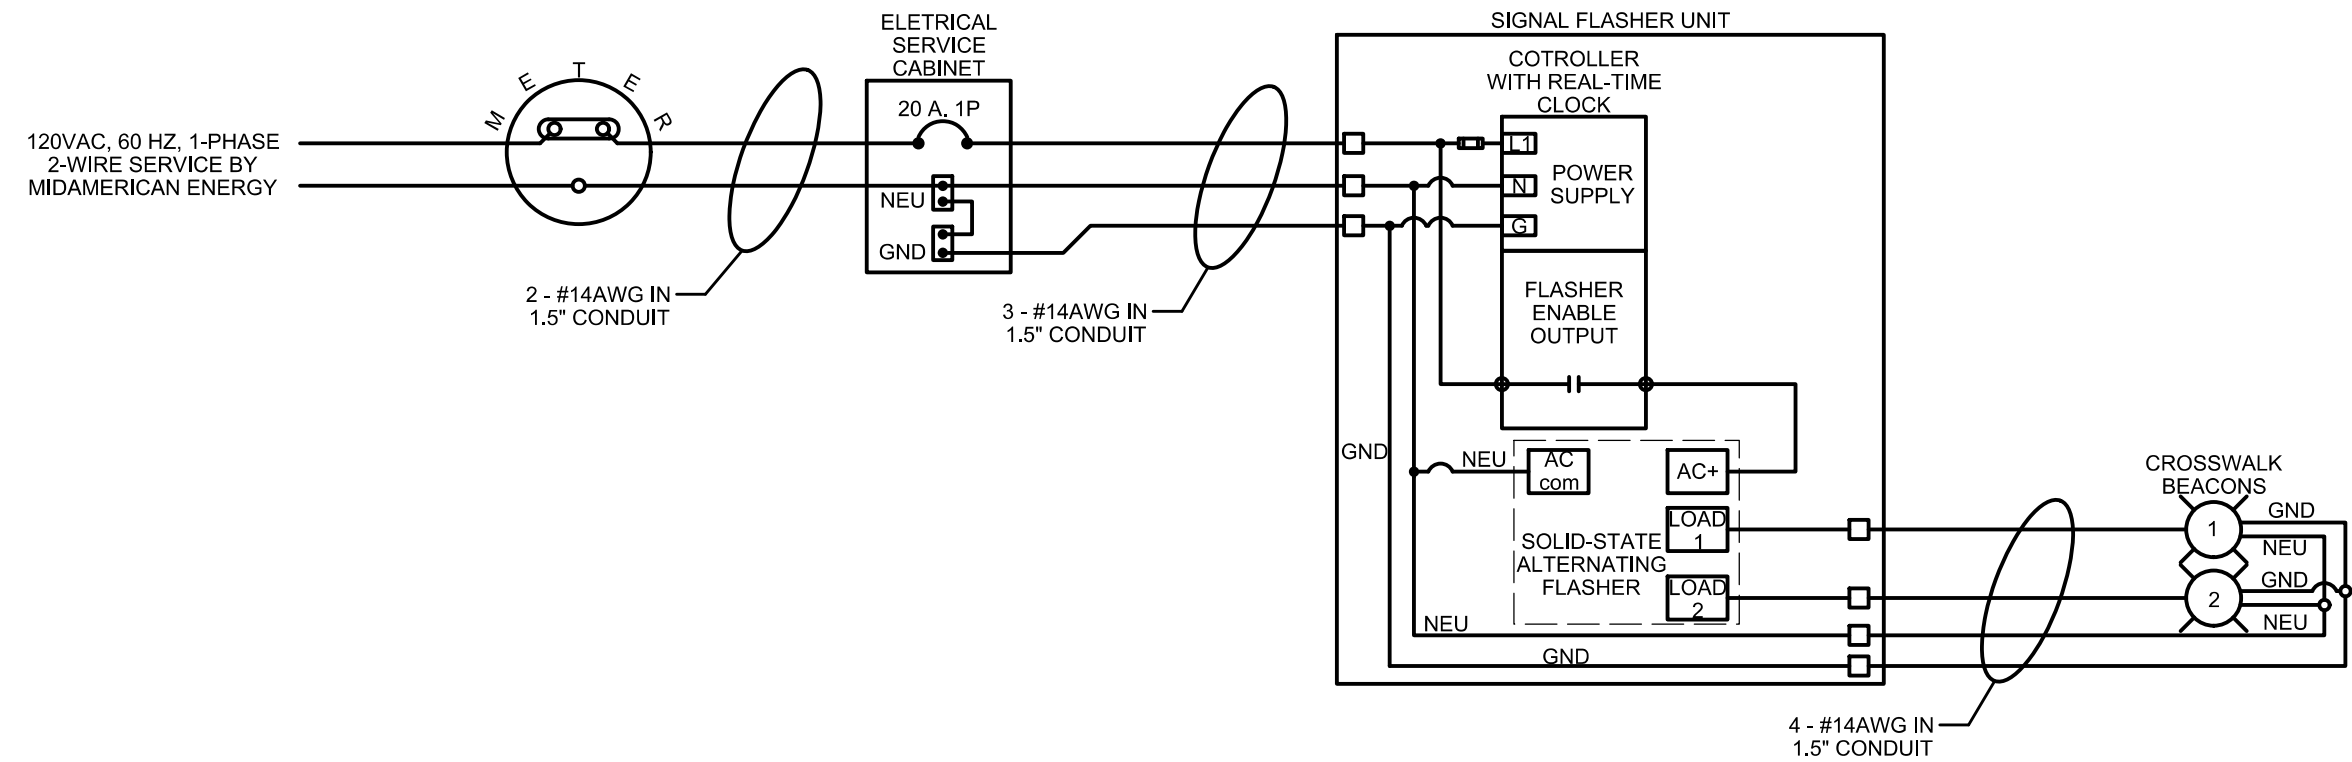 SIGNAL FLASHER UNIT
ELETRICAL
SERVICE
CABINET
20 A. 1P
NEU
GND
METER
120VAC, 60 HZ, 1-PHASE
2-WIRE SERVICE BY
MIDAMERICAN ENERGY
2 - #14AWG IN
1.5" CONDUIT
3 - #14AWG IN
1.5" CONDUIT
COTROLLER
WITH REAL-TIME
CLOCK
L1
N
G
POWER
SUPPLY
FLASHER
ENABLE
OUTPUT
GND
NEU
AC
com
AC+
LOAD
1
SOLID-STATE
ALTERNATING
FLASHER
LOAD
2
NEU
GND
CROSSWALK
BEACONS
1
GND
NEU
2
GND
NEU
4 - #14AWG IN
1.5" CONDUIT